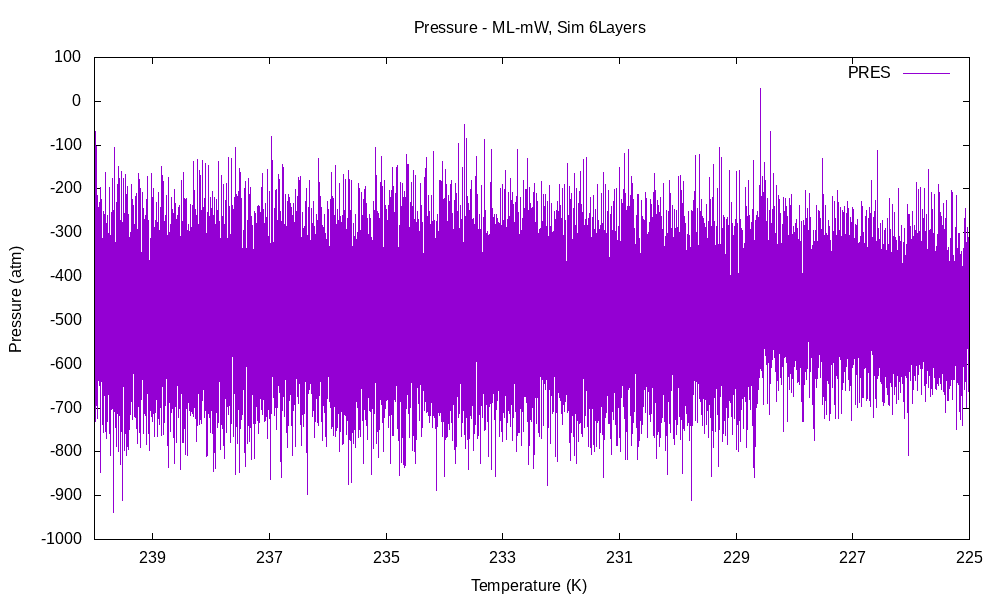 Pressure - ML-mW, Sim 6Layers
PRES
100
0
-100
-200
-300
-400
-500
-600
-700
-800
-900
-1000
Pressure (atm)
239 237 235 233 231 229 227 225
Temperature (K)